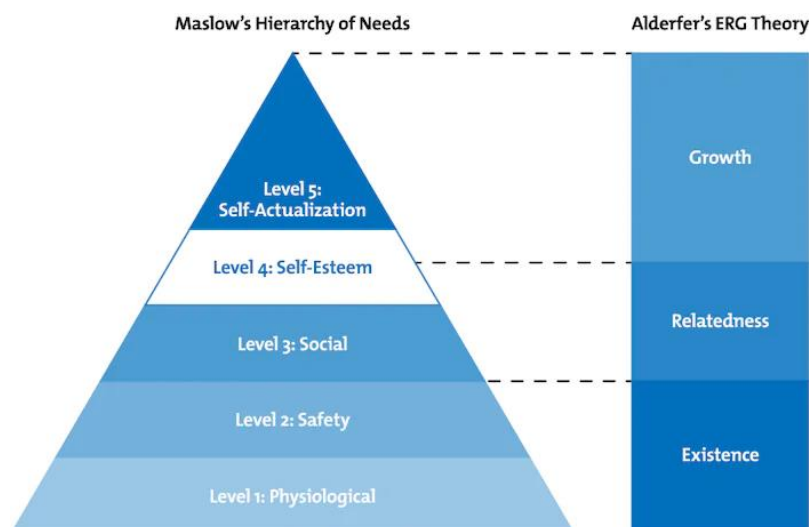 Maslow's Hierarchy of Needs
Alderfer's ERG Theory
Level 5:
Self-Actualization
Growth
Level 4: Self-Esteem
Relatedness
Level 3: Social
Level 2: Safety
Existence
Level 1: Physiological